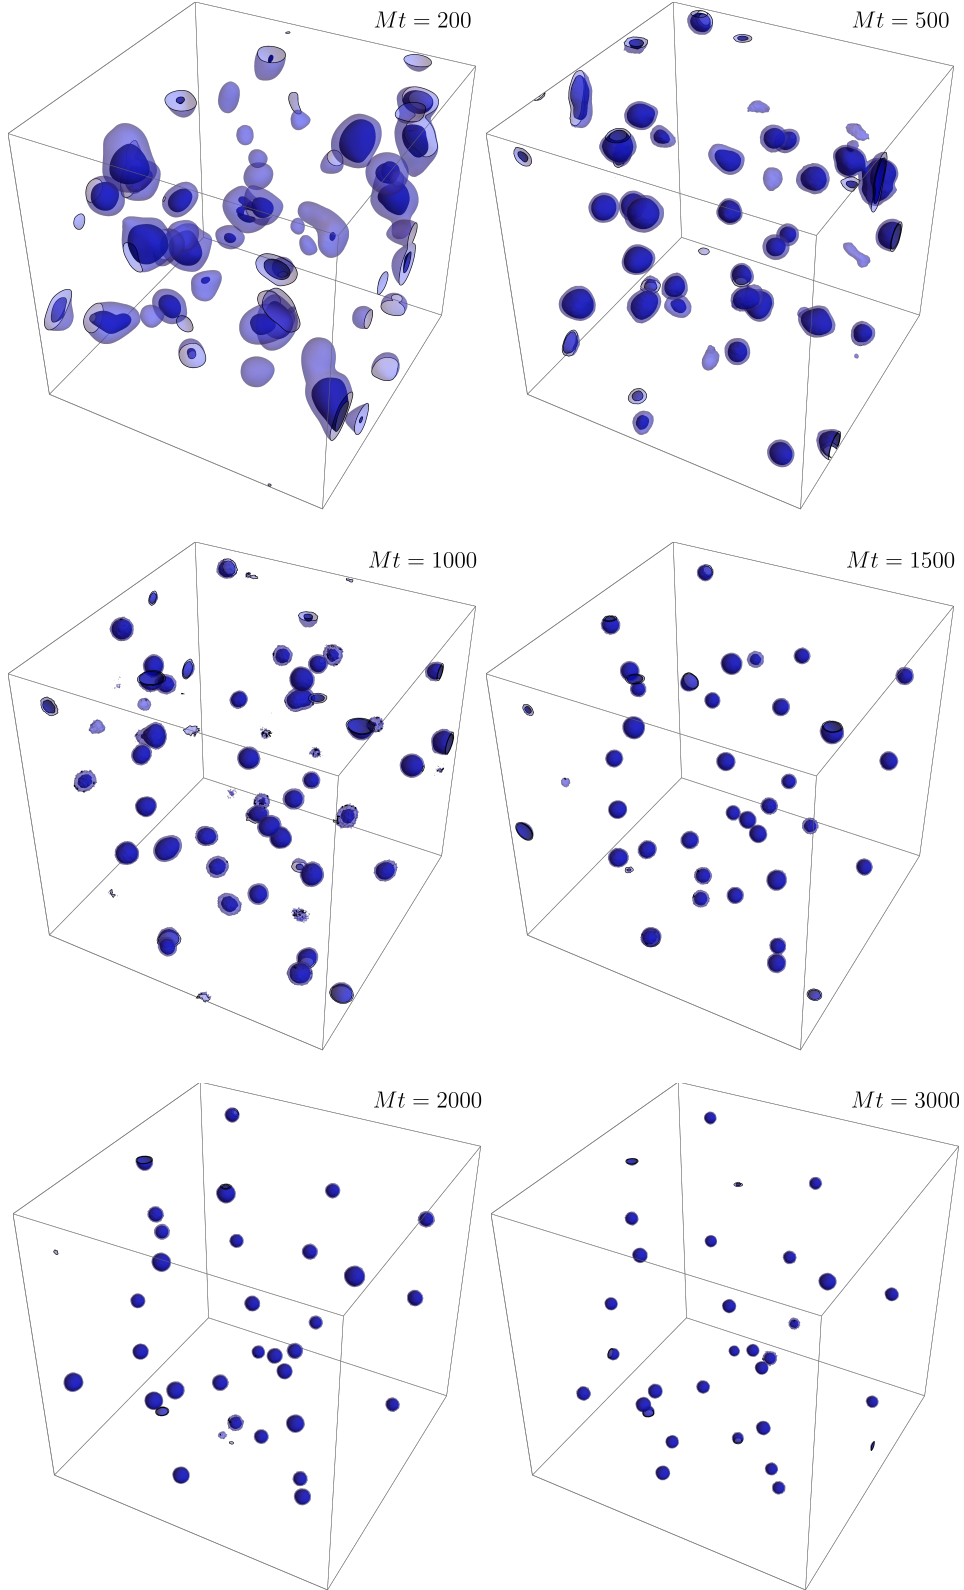 Mt = 200
Mt = 500
Mt = 1000
Mt = 1500
Mt = 2000
Mt = 3000